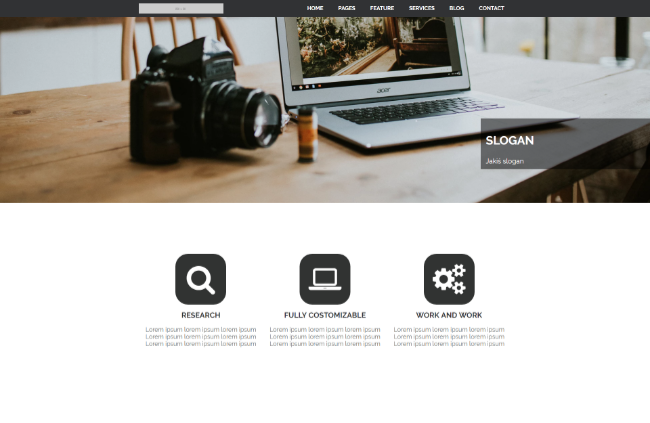 HOME PAGES FEATURE SERVICES BLOG CONTACT
acer
SLOGAN
Jakiś slogan
RESEARCH
FULLY COSTOMIZABLE
WORK AND WORK
Lorem ipsum lorem ipsum lorem ipsum
Lorem ipsum lorem ipsum lorem ipsum
Lorem ipsum lorem ipsum lorem ipsum
Lorem ipsum lorem ipsum lorem ipsum
Lorem ipsum lorem ipsum lorem ipsum
Lorem ipsum lorem ipsum lorem ipsum
Lorem ipsum lorem ipsum lorem ipsum
Lorem ipsum lorem ipsum lorem ipsum
Lorem ipsum lorem ipsum lorem ipsum